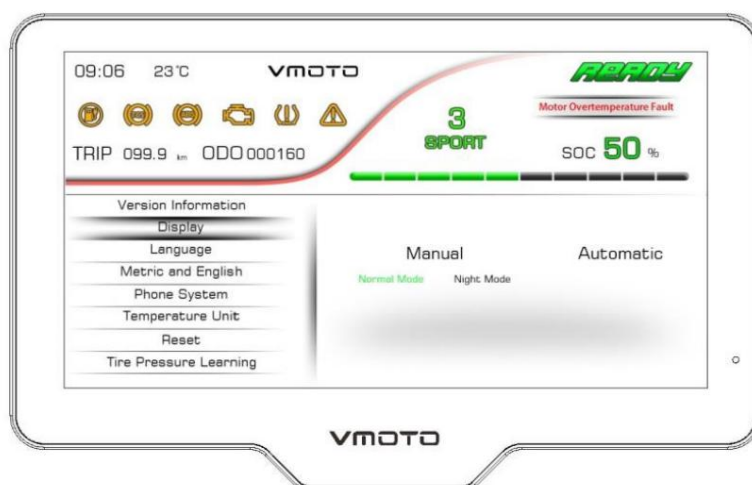 09:06 23°C VMOTO READY
Motor Overtemperature Fault
3
SPORT
TRIP 099.9 km ODO 000160
SOC 50 %
Version Information
Display
Language
Metric and English
Phone System
Temperature Unit
Reset
Tire Pressure Learning
Manual Automatic
Normal Mode Night Mode
VMOTO